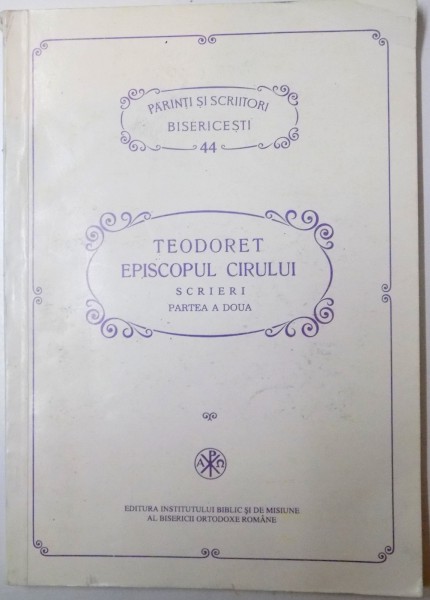 PĂRINȚI ȘI SCRIITORI
BISERICEȘTI
44
TEODORET
EPISCOPUL CIRULUI
SCRIERI
PARTEA A DOUA
Α Ρ Ω
EDITURA INSTITUTULUI BIBLIC ȘI DE MISIUNE
AL BISERICII ORTODOXE ROMÂNE